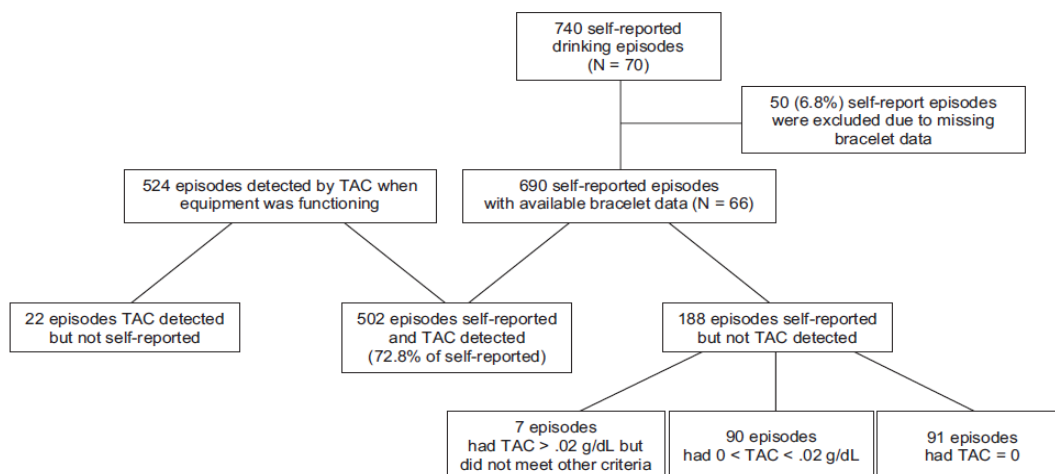 740 self-reported
drinking episodes
(N = 70)
50 (6.8%) self-report episodes
were excluded due to missing
bracelet data
524 episodes detected by TAC when
equipment was functioning
690 self-reported episodes
with available bracelet data (N = 66)
22 episodes TAC detected
but not self-reported
502 episodes self-reported
and TAC detected
(72.8% of self-reported)
188 episodes self-reported
but not TAC detected
7 episodes
had TAC > .02 g/dL but
did not meet other criteria
90 episodes
had 0 < TAC < .02 g/dL
91 episodes
had TAC = 0